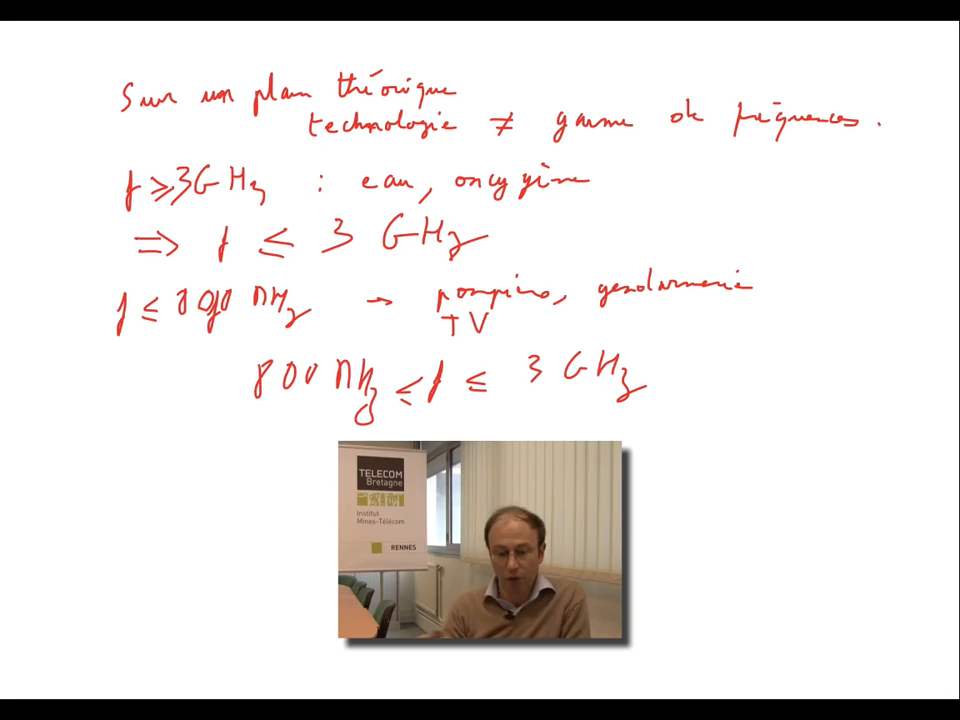 Sur un plan théorique
technologie ≠ gamme de fréquences.
f ≥ 3 GHz : eau, oxygène
⇒ f ≤ 3 GHz
f ≤ 800 MHz → pompiers, gendarmerie
TV
800 MHz ≤ f ≤ 3 GHz
TELECOM
Bretagne
Institut
Mines-Télécom
RENNES